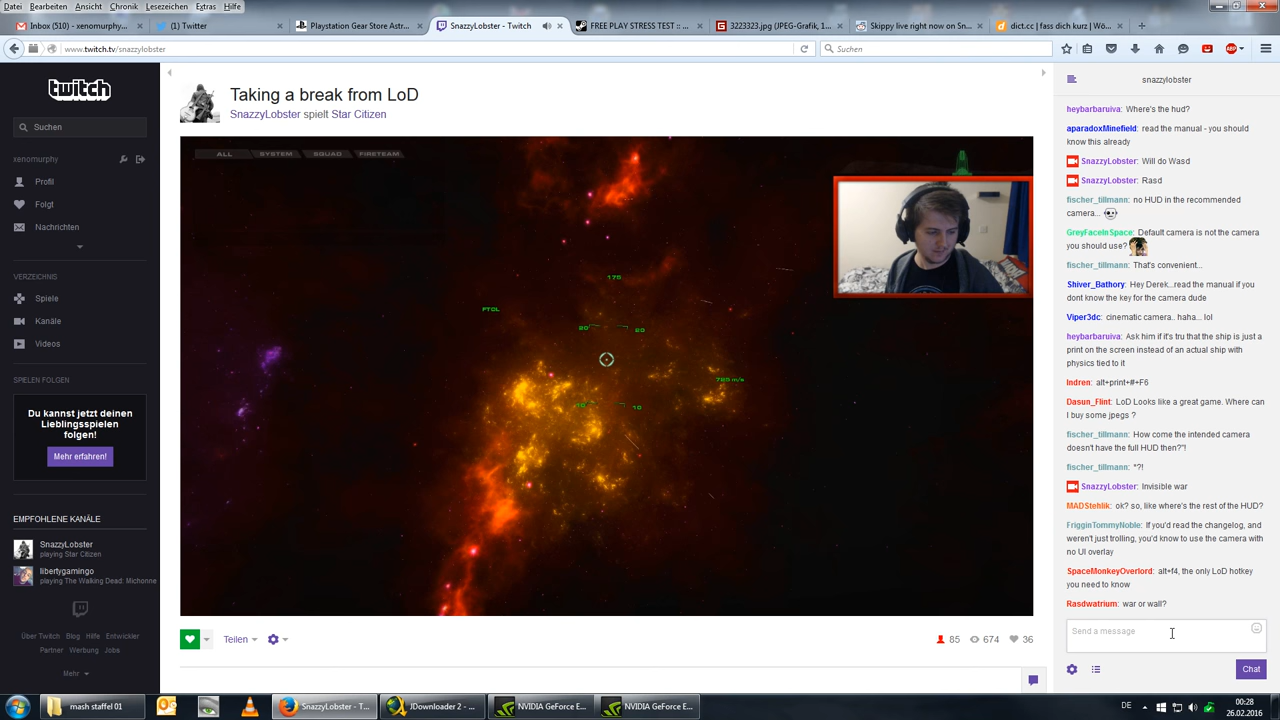 Datei Bearbeiten Ansicht Chronik Lesezeichen Extras Hilfe
Inbox (510) - xenomurphy...
(1) Twitter
Playstation Gear Store Astr...
SnazzyLobster - Twitch
FREE PLAY STRESS TEST :: ...
3223323.jpg (JPEG-Grafik, 1...
Skippy live right now on Sn...
dict.cc | fass dich kurz | Wö...
www.twitch.tv/snazzylobster
Suchen
twitch
Suchen
xenomurphy
Profil
Folgt
Nachrichten
VERZEICHNIS
Spiele
Kanäle
Videos
SPIELEN FOLGEN
Du kannst jetzt deinen
Lieblingsspielen
folgen!
Mehr erfahren!
EMPFOHLENE KANÄLE
SnazzyLobster
playing Star Citizen
libertygamingo
playing The Walking Dead: Michonne
Über Twitch Blog Hilfe Entwickler
Partner Werbung Jobs
Mehr
Taking a break from LoD
SnazzyLobster spielt Star Citizen
ALL SYSTEM SQUAD FIRETEAM
175
PTOL
20 20
10 10
Teilen
85 674 36
snazzylobster
heybarbaruiva: Where's the hud?
aparadoxMinefield: read the manual - you should
know this already
SnazzyLobster: Will do Wasd
SnazzyLobster: Rasd
fischer_tillmann: no HUD in the recommended
camera...
GreyFaceInSpace: Default camera is not the camera
you should use?
fischer_tillmann: That's convenient...
Shiver_Bathory: Hey Derek...read the manual if you
dont know the key for the camera dude
Viper3dc: cinematic camera.. haha... lol
heybarbaruiva: Ask him if it's tru that the ship is just a
print on the screen instead of an actual ship with
physics tied to it
Indren: alt+print+#+F6
Dasun_Flint: LoD Looks like a great game. Where can
I buy some jpegs ?
fischer_tillmann: How come the intended camera
doesn't have the full HUD then?"!
fischer_tillmann: *?!
SnazzyLobster: Invisible war
MADStehlik: ok? so, like where's the rest of the HUD?
FrigginTommyNoble: If you'd read the changelog, and
weren't just trolling, you'd know to use the camera with
no UI overlay
SpaceMonkeyOverlord: alt+f4, the only LoD hotkey
you need to know
Rasdwatrium: war or wall?
Send a message
Chat
mash staffel 01
SnazzyLobster - T...
JDownloader 2 - ...
NVIDIA GeForce E...
NVIDIA GeForce E...
DE
00:28
26.02.2016